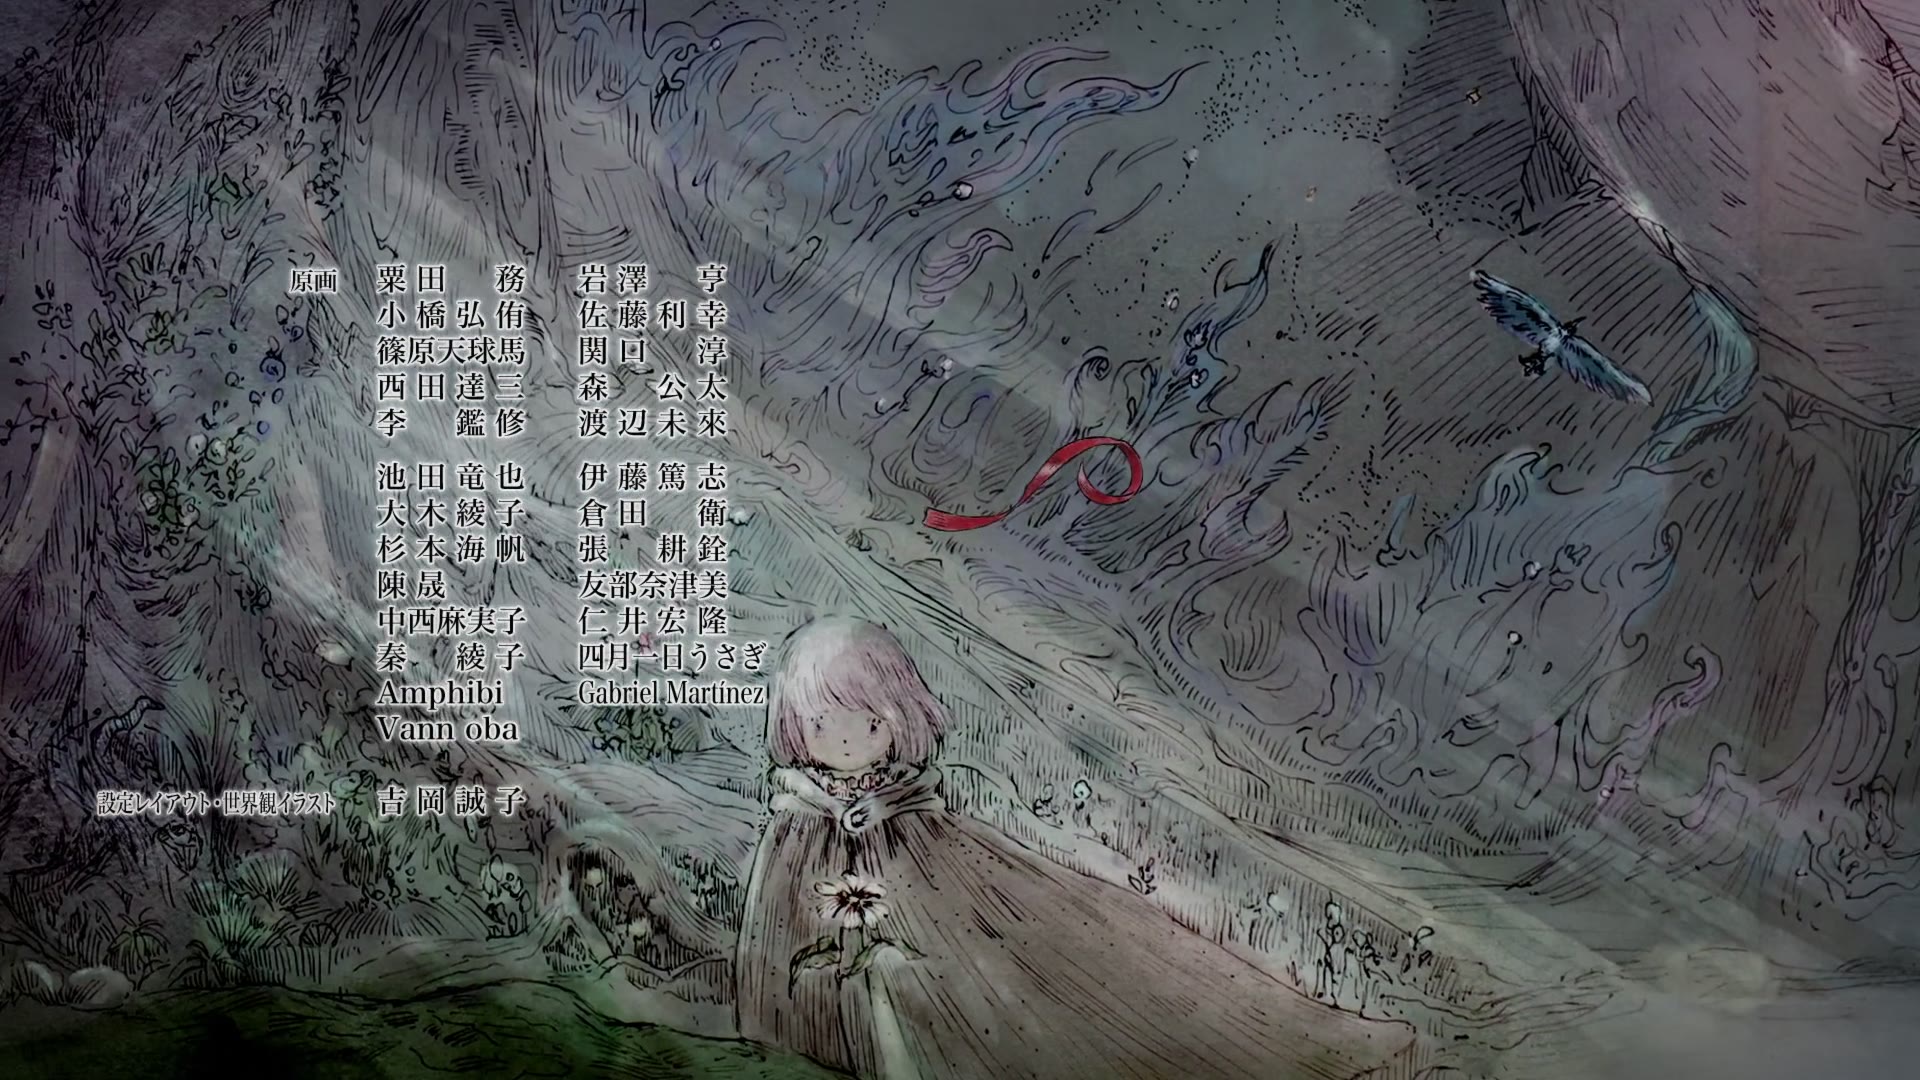 原画 粟田 務 岩澤 亨
小橋弘侑 佐藤利幸
篠原天球馬 関口 淳
西田達三 森 公太
李 鑑修 渡辺未來
池田竜也 伊藤篤志
大木綾子 倉田 衛
杉本海帆 張 耕銓
陳晟 友部奈津美
中西麻実子 仁井宏隆
秦 綾子 四月一日うさぎ
Amphibi Gabriel Martínez
Vann oba
設定レイアウト・世界観イラスト 吉岡誠子